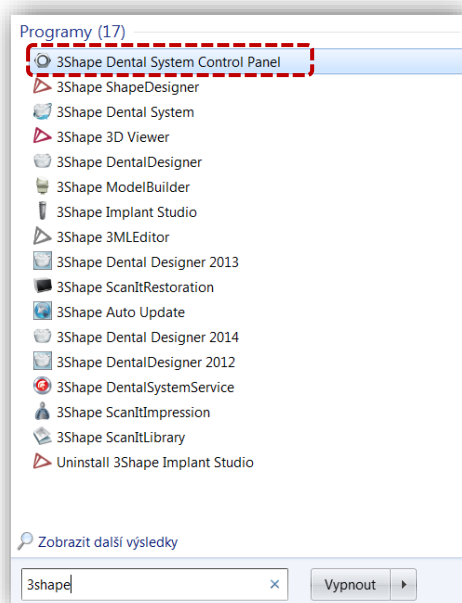 Programy (17)
3Shape Dental System Control Panel
3Shape ShapeDesigner
3Shape Dental System
3Shape 3D Viewer
3Shape DentalDesigner
3Shape ModelBuilder
3Shape Implant Studio
3Shape 3MLEditor
3Shape Dental Designer 2013
3Shape ScanItRestoration
3Shape Auto Update
3Shape Dental Designer 2014
3Shape DentalDesigner 2012
3Shape DentalSystemService
3Shape ScanItImpression
3Shape ScanItLibrary
Uninstall 3Shape Implant Studio
Zobrazit další výsledky
3shape Vypnout